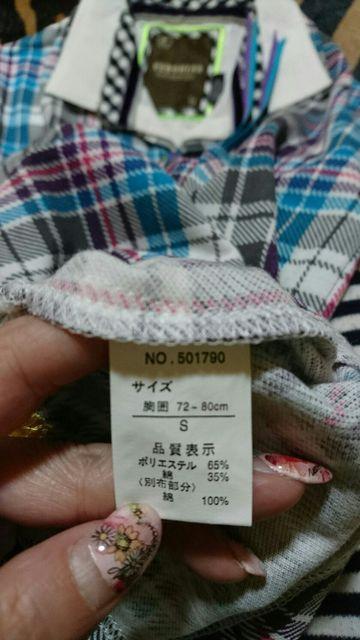 NO. 501790
サイズ
胸囲 72～80cm
S
品質表示
ポリエステル 65%
綿 35%
〈別布部分〉
綿 100%